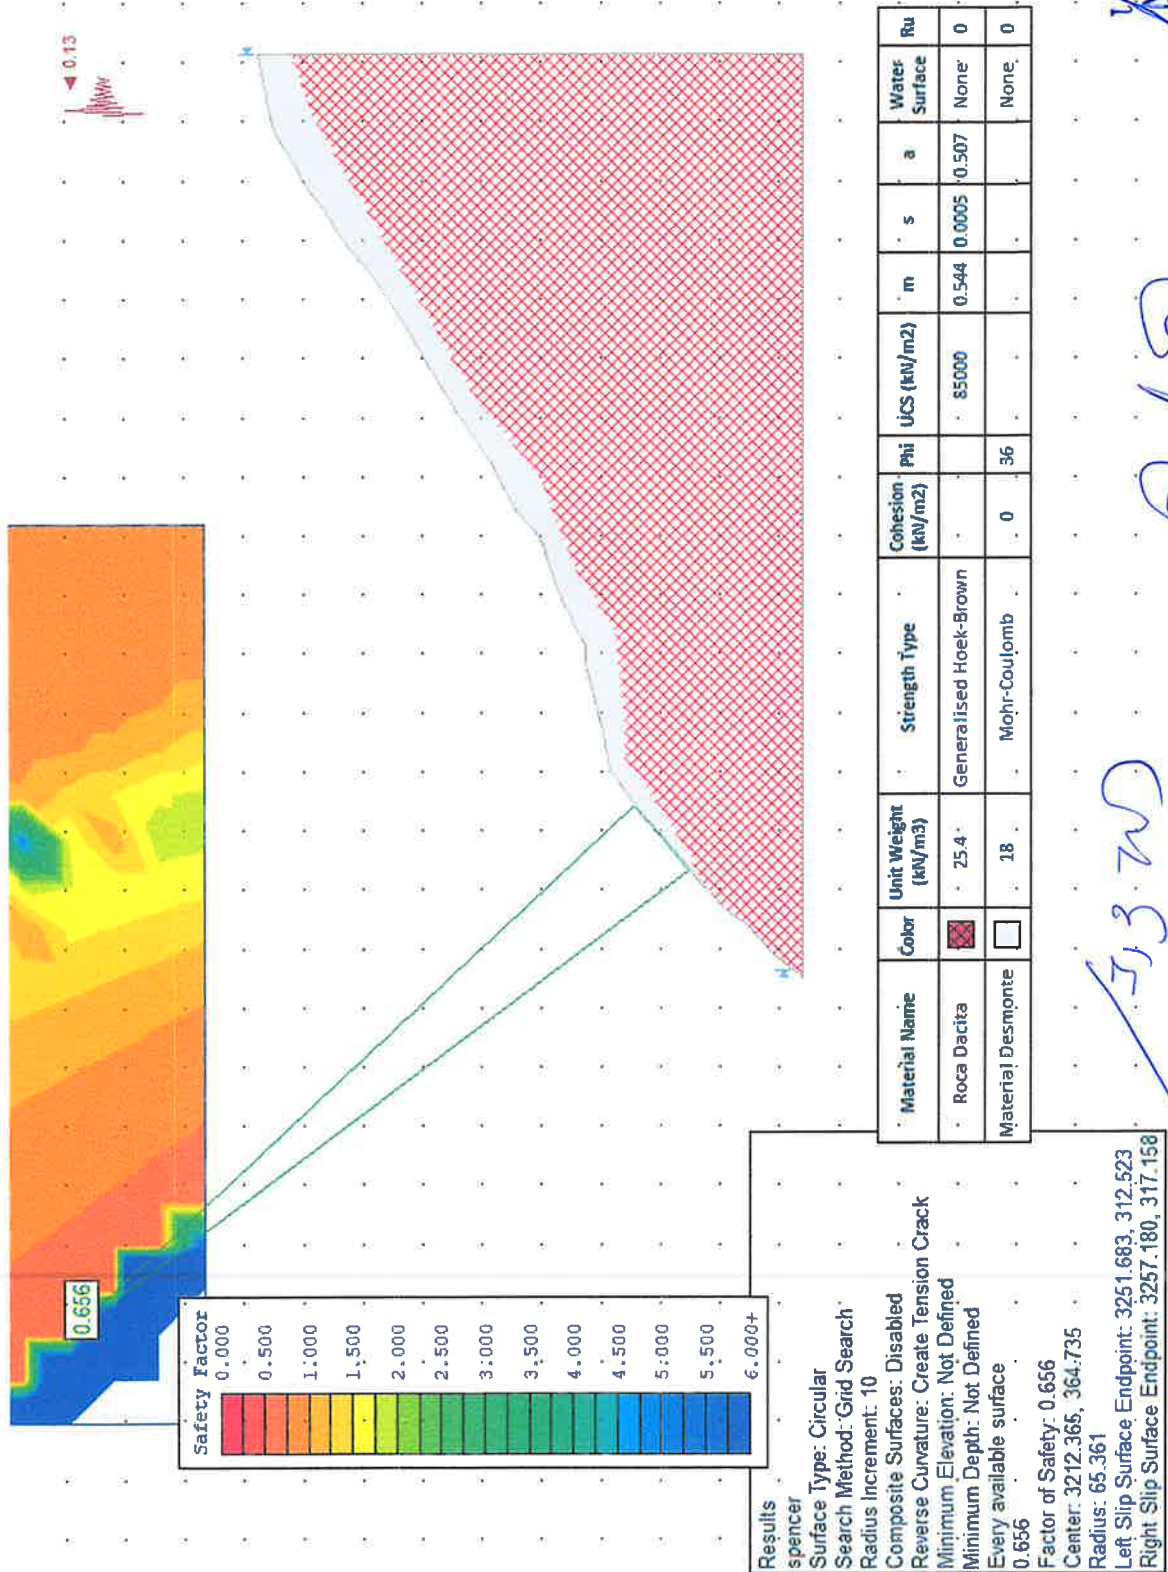 0.13
0.656
Safety Factor
0.000
0.500
1.000
1.500
2.000
2.500
3.000
3.500
4.000
4.500
5.000
5.500
6.000+
Results
spencer
Surface Type: Circular
Search Method: Grid Search
Radius Increment: 10
Composite Surfaces: Disabled
Reverse Curvature: Create Tension Crack
Minimum Elevation: Not Defined
Minimum Depth: Not Defined
Every available surface
0.656
Factor of Safety: 0.656
Center: 3212.365, 364.735
Radius: 65.361
Left Slip Surface Endpoint: 3251.683, 312.523
Right Slip Surface Endpoint: 3257.180, 317.158
Material Name Color Unit Weight (kN/m3) Strength Type Cohesion (kN/m2) Phi UCS (kN/m2) m s a Water Surface Ru
Roca Dacita 25.4 Generalised Hoek-Brown 85000 0.544 0.0005 0.507 None 0
Material Desmonte 18 Mohr-Coulomb 0 36 None 0